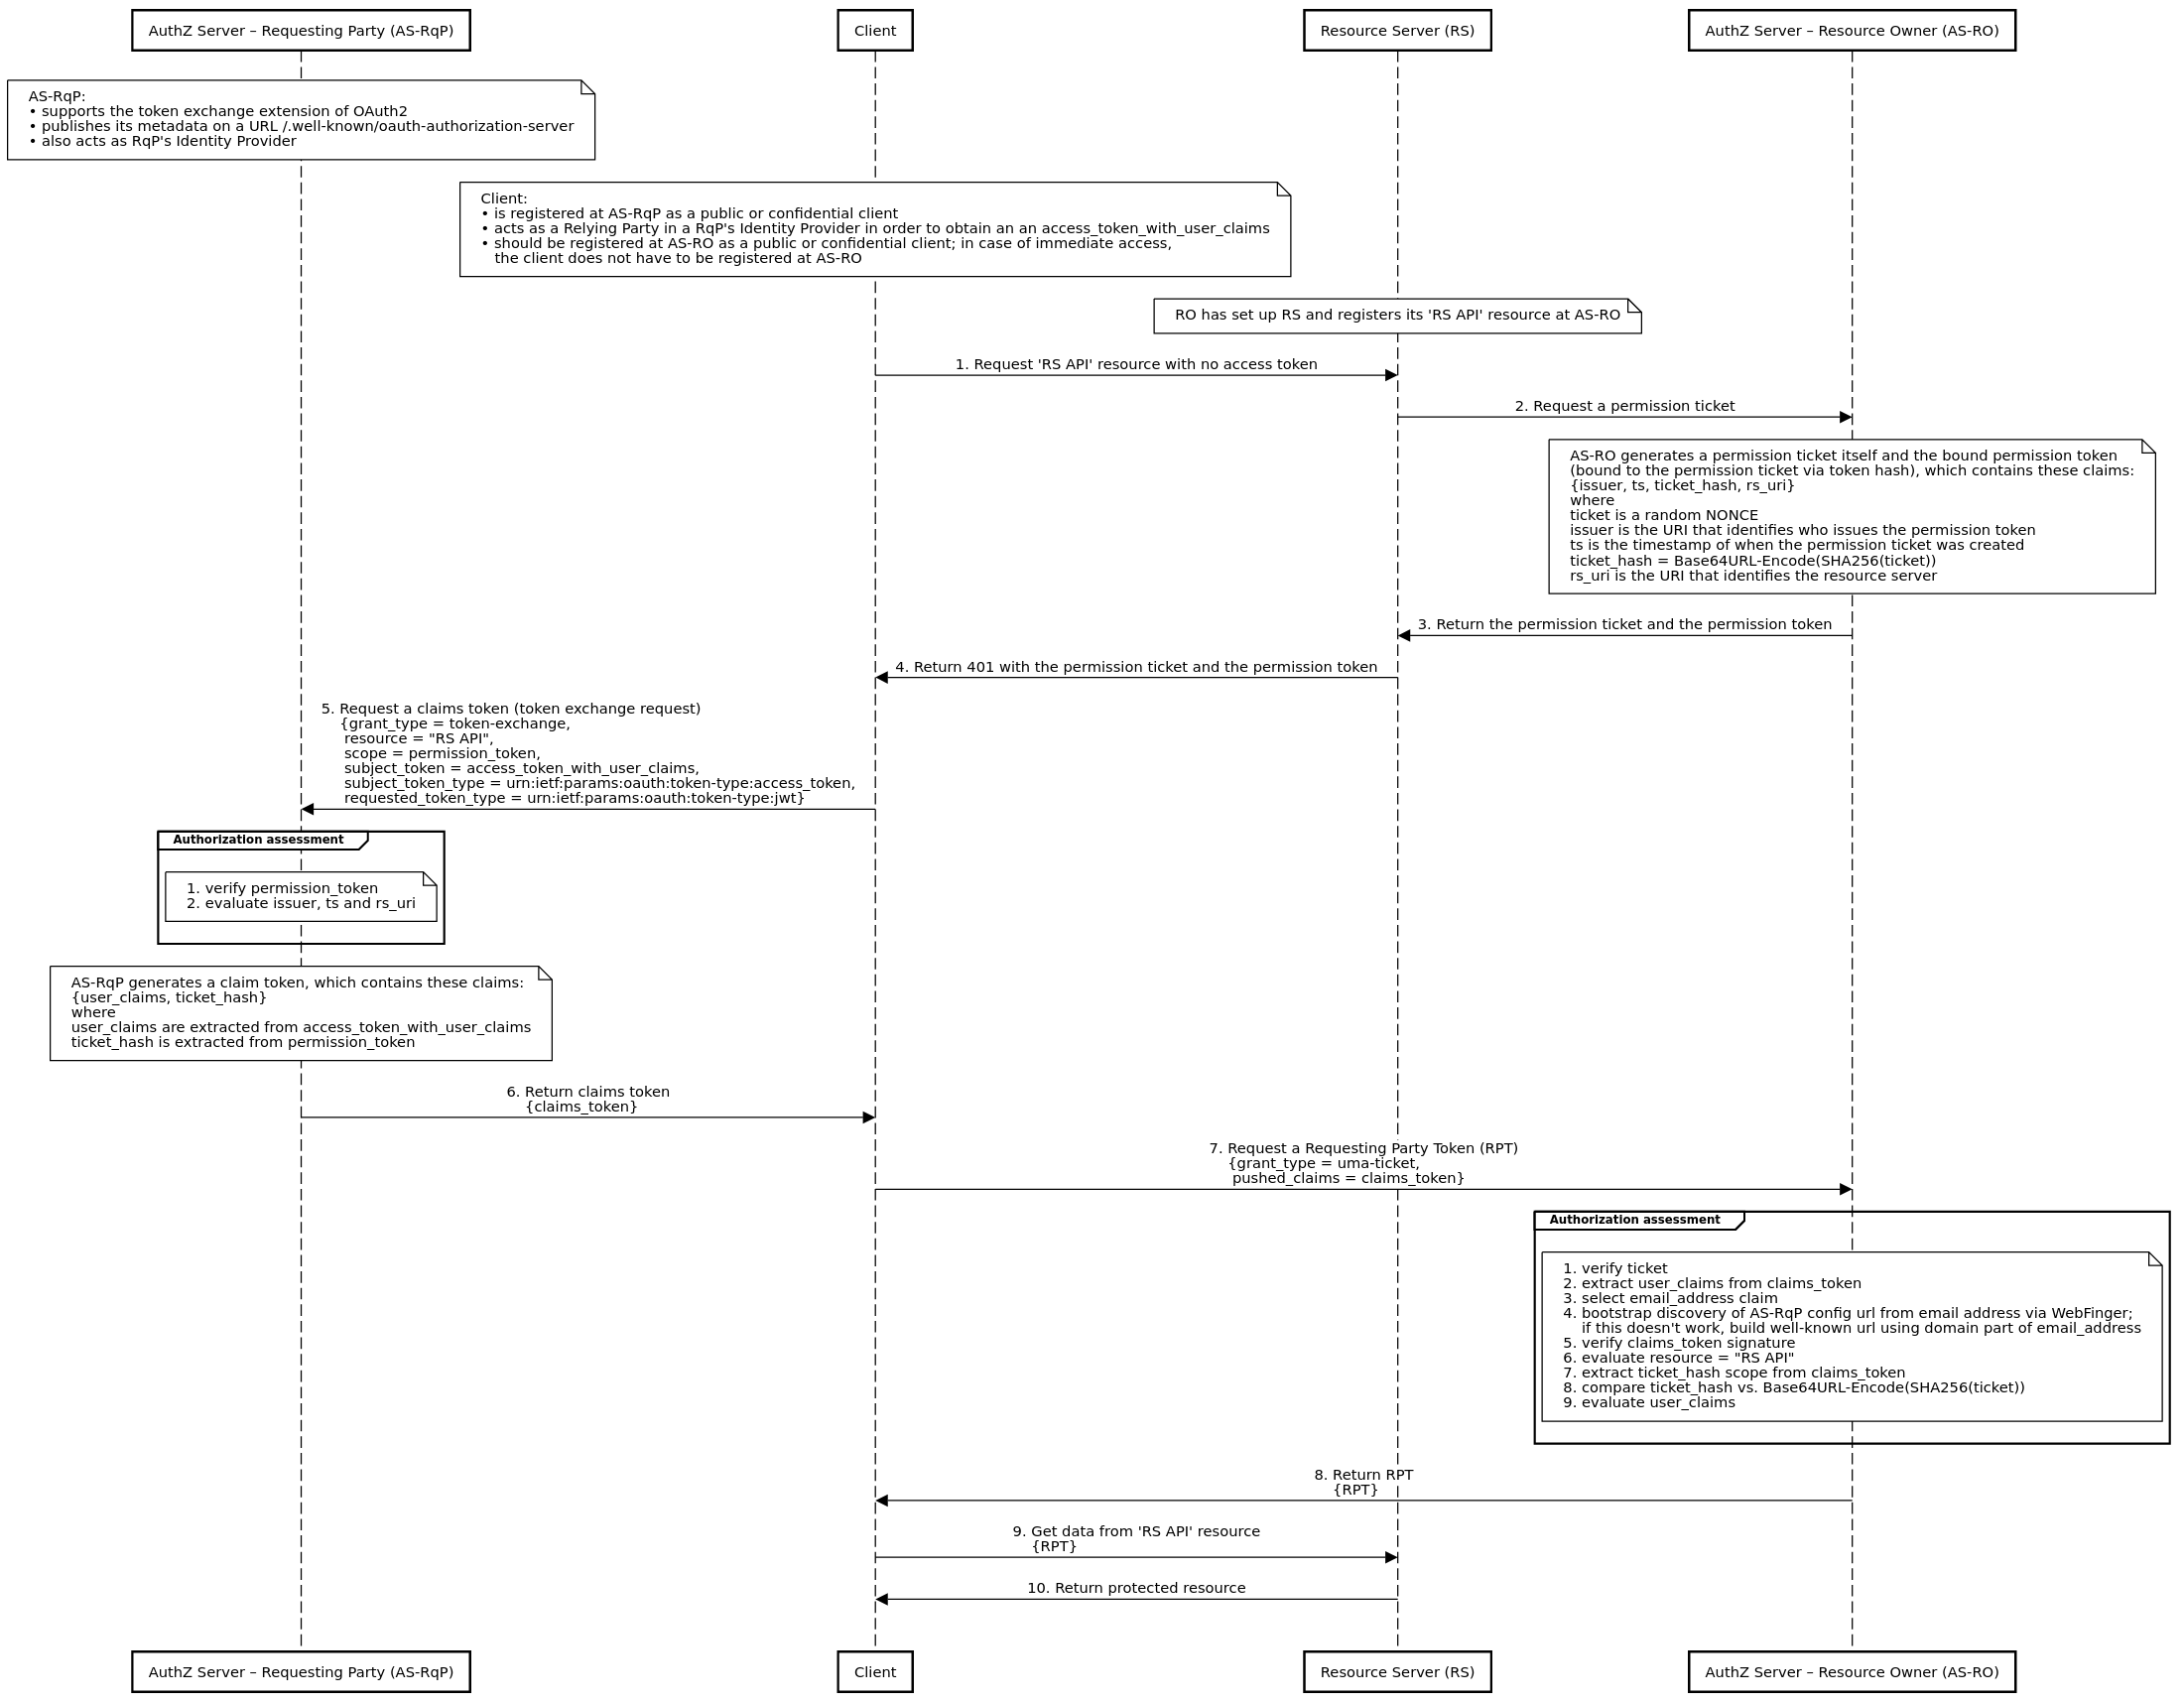 AuthZ Server – Requesting Party (AS-RqP)
Client
Resource Server (RS)
AuthZ Server – Resource Owner (AS-RO)
AS-RqP:
• supports the token exchange extension of OAuth2
• publishes its metadata on a URL /.well-known/oauth-authorization-server
• also acts as RqP's Identity Provider
Client:
• is registered at AS-RqP as a public or confidential client
• acts as a Relying Party in a RqP's Identity Provider in order to obtain an an access_token_with_user_claims
• should be registered at AS-RO as a public or confidential client; in case of immediate access,
the client does not have to be registered at AS-RO
RO has set up RS and registers its 'RS API' resource at AS-RO
1. Request 'RS API' resource with no access token
2. Request a permission ticket
AS-RO generates a permission ticket itself and the bound permission token
(bound to the permission ticket via token hash), which contains these claims:
{issuer, ts, ticket_hash, rs_uri}
where
ticket is a random NONCE
issuer is the URI that identifies who issues the permission token
ts is the timestamp of when the permission ticket was created
ticket_hash = Base64URL-Encode(SHA256(ticket))
rs_uri is the URI that identifies the resource server
3. Return the permission ticket and the permission token
4. Return 401 with the permission ticket and the permission token
5. Request a claims token (token exchange request)
{grant_type = token-exchange,
resource = "RS API",
scope = permission_token,
subject_token = access_token_with_user_claims,
subject_token_type = urn:ietf:params:oauth:token-type:access_token,
requested_token_type = urn:ietf:params:oauth:token-type:jwt}
Authorization assessment
1. verify permission_token
2. evaluate issuer, ts and rs_uri
AS-RqP generates a claim token, which contains these claims:
{user_claims, ticket_hash}
where
user_claims are extracted from access_token_with_user_claims
ticket_hash is extracted from permission_token
6. Return claims token
{claims_token}
7. Request a Requesting Party Token (RPT)
{grant_type = uma-ticket,
pushed_claims = claims_token}
Authorization assessment
1. verify ticket
2. extract user_claims from claims_token
3. select email_address claim
4. bootstrap discovery of AS-RqP config url from email address via WebFinger;
if this doesn't work, build well-known url using domain part of email_address
5. verify claims_token signature
6. evaluate resource = "RS API"
7. extract ticket_hash scope from claims_token
8. compare ticket_hash vs. Base64URL-Encode(SHA256(ticket))
9. evaluate user_claims
8. Return RPT
{RPT}
9. Get data from 'RS API' resource
{RPT}
10. Return protected resource
AuthZ Server – Requesting Party (AS-RqP)
Client
Resource Server (RS)
AuthZ Server – Resource Owner (AS-RO)